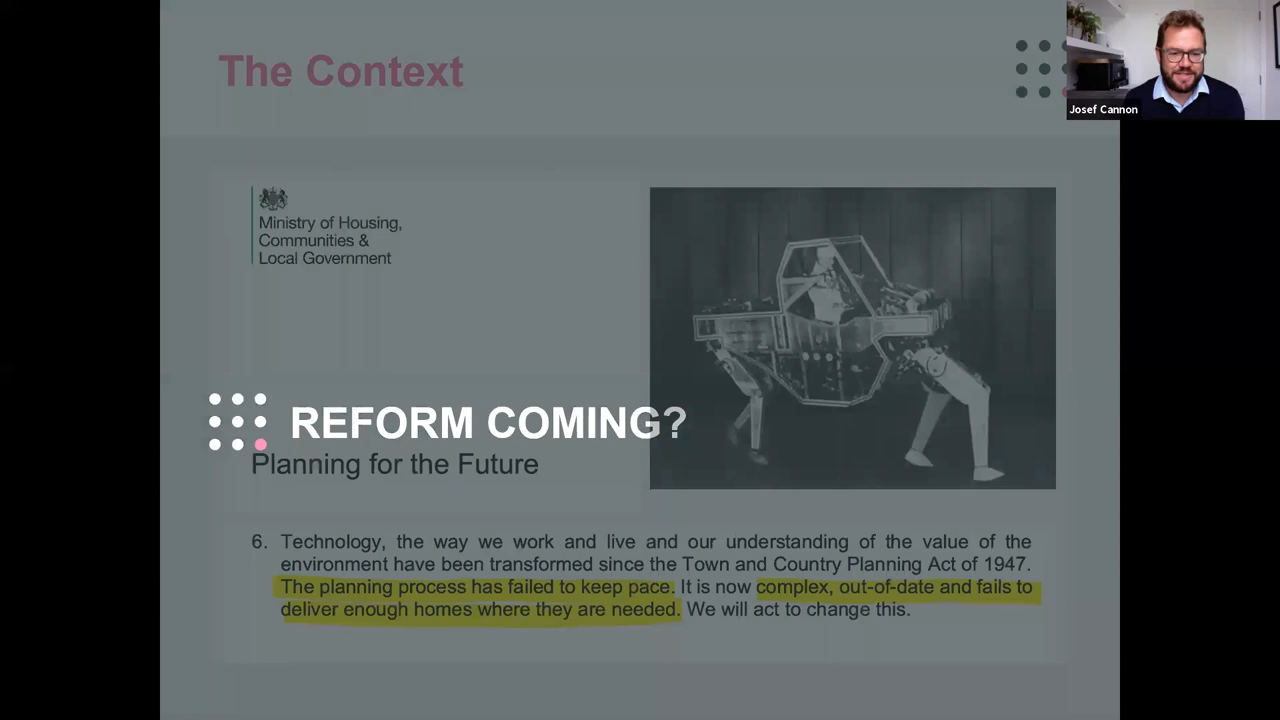 The Context
Josef Cannon
Ministry of Housing,
Communities &
Local Government
REFORM COMING?
Planning for the Future
6. Technology, the way we work and live and our understanding of the value of the
environment have been transformed since the Town and Country Planning Act of 1947.
The planning process has failed to keep pace. It is now complex, out-of-date and fails to
deliver enough homes where they are needed. We will act to change this.